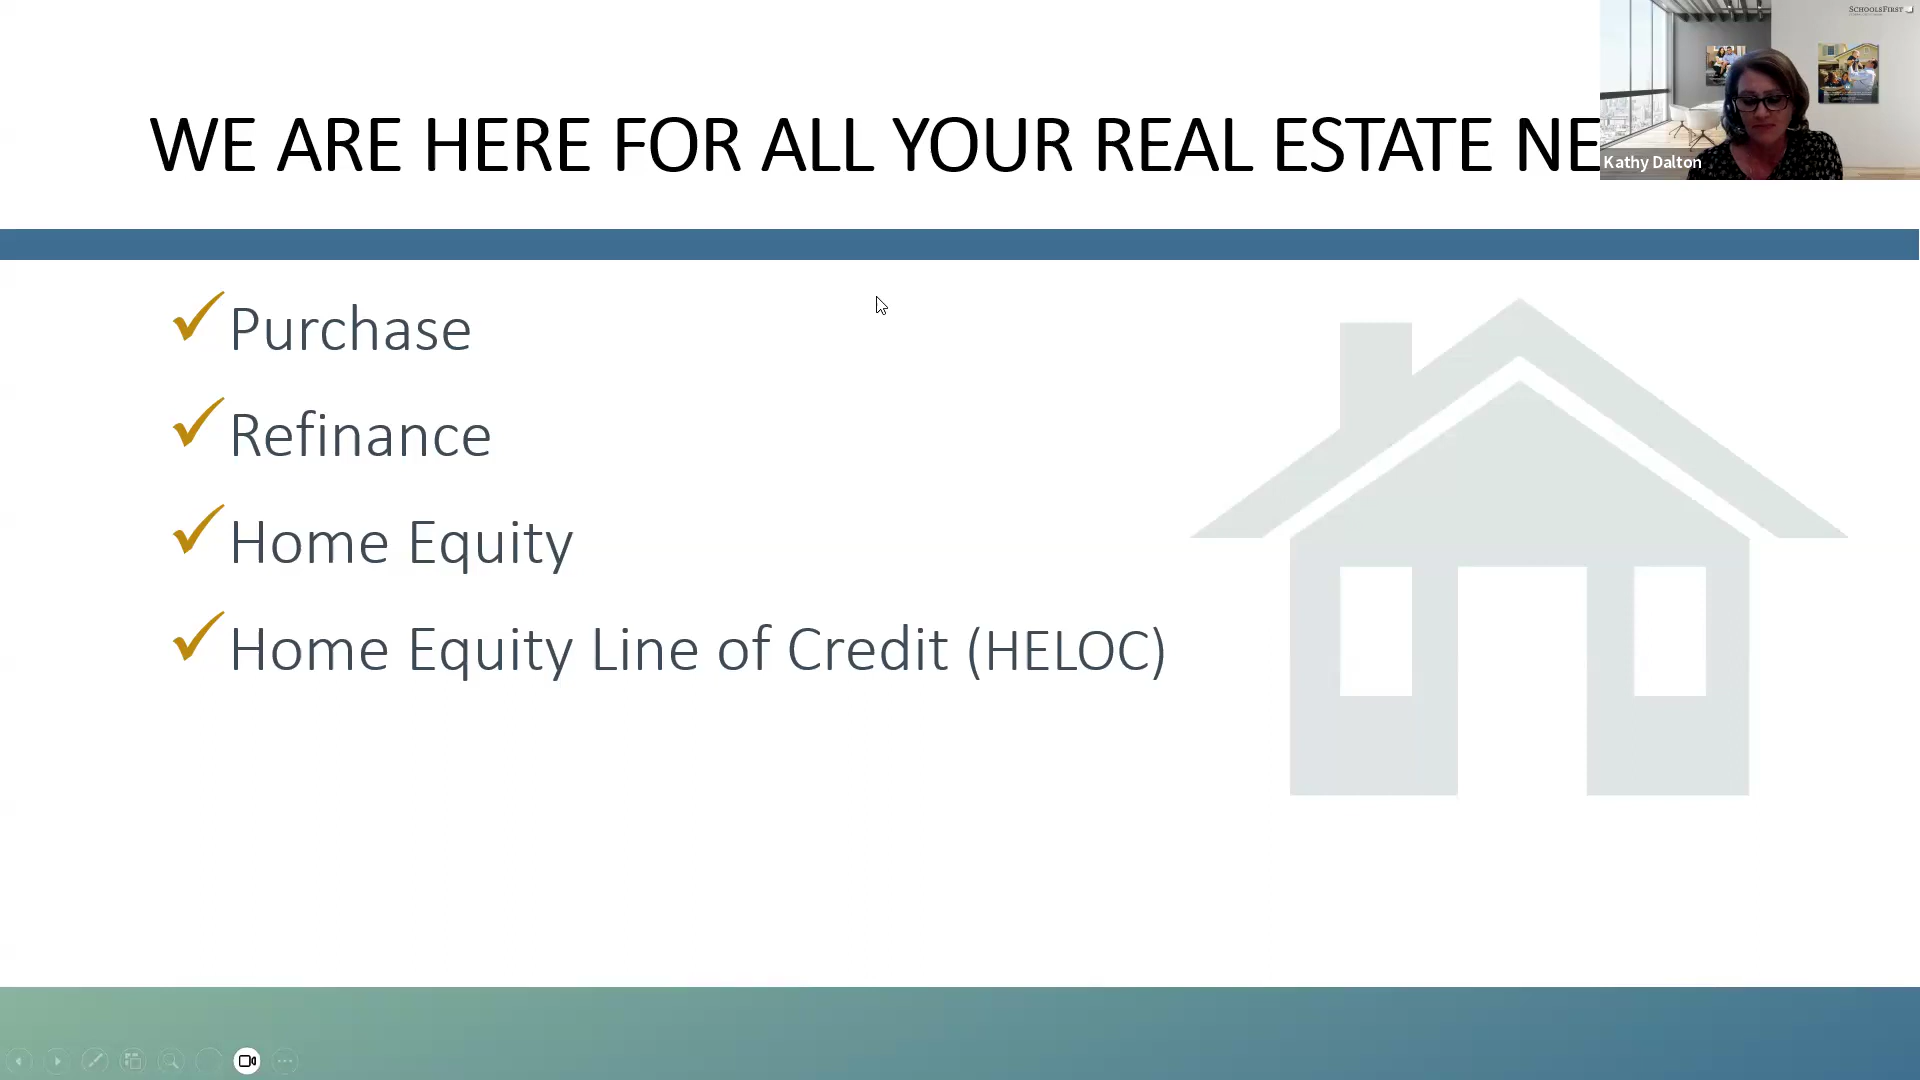 SCHOOLSFIRST
WE ARE HERE FOR ALL YOUR REAL ESTATE NE
Kathy Dalton
Purchase
Refinance
Home Equity
Home Equity Line of Credit (HELOC)